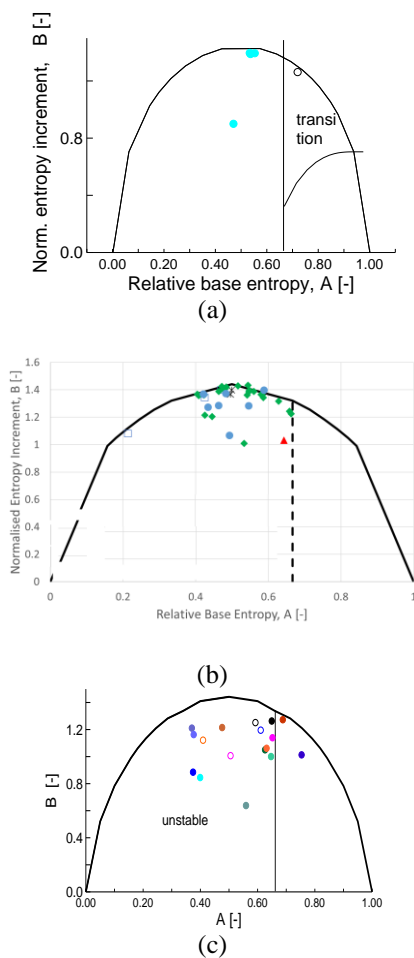 Norm. entropy increment, B [-]
0.8
0.0
transi
tion
0.00 0.20 0.40 0.60 0.80 1.00
Relative base entropy, A [-]
(a)
Normalised Entropy Increment, B [-]
1.6
1.4
1.2
1
0.8
0.6
0.4
0.2
0
0 0.2 0.4 0.6 0.8 1
Relative Base Entropy, A [-]
(b)
B [-]
1.2
0.8
0.4
0.0
unstable
0.00 0.20 0.40 0.60 0.80 1.00
A [-]
(c)